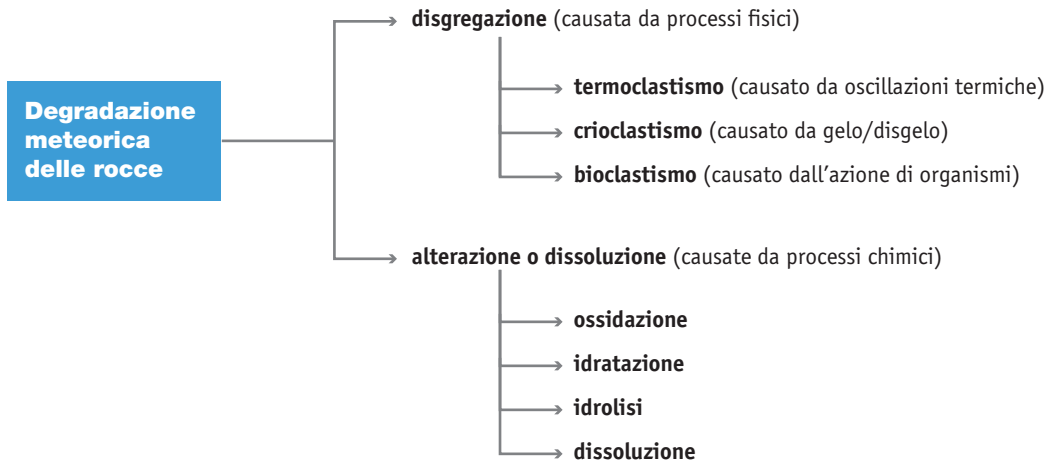 disgregazione (causata da processi fisici)
Degradazione
meteorica
delle rocce
termoclastismo (causato da oscillazioni termiche)
crioclastismo (causato da gelo/disgelo)
bioclastismo (causato dall'azione di organismi)
alterazione o dissoluzione (causate da processi chimici)
ossidazione
idratazione
idrolisi
dissoluzione